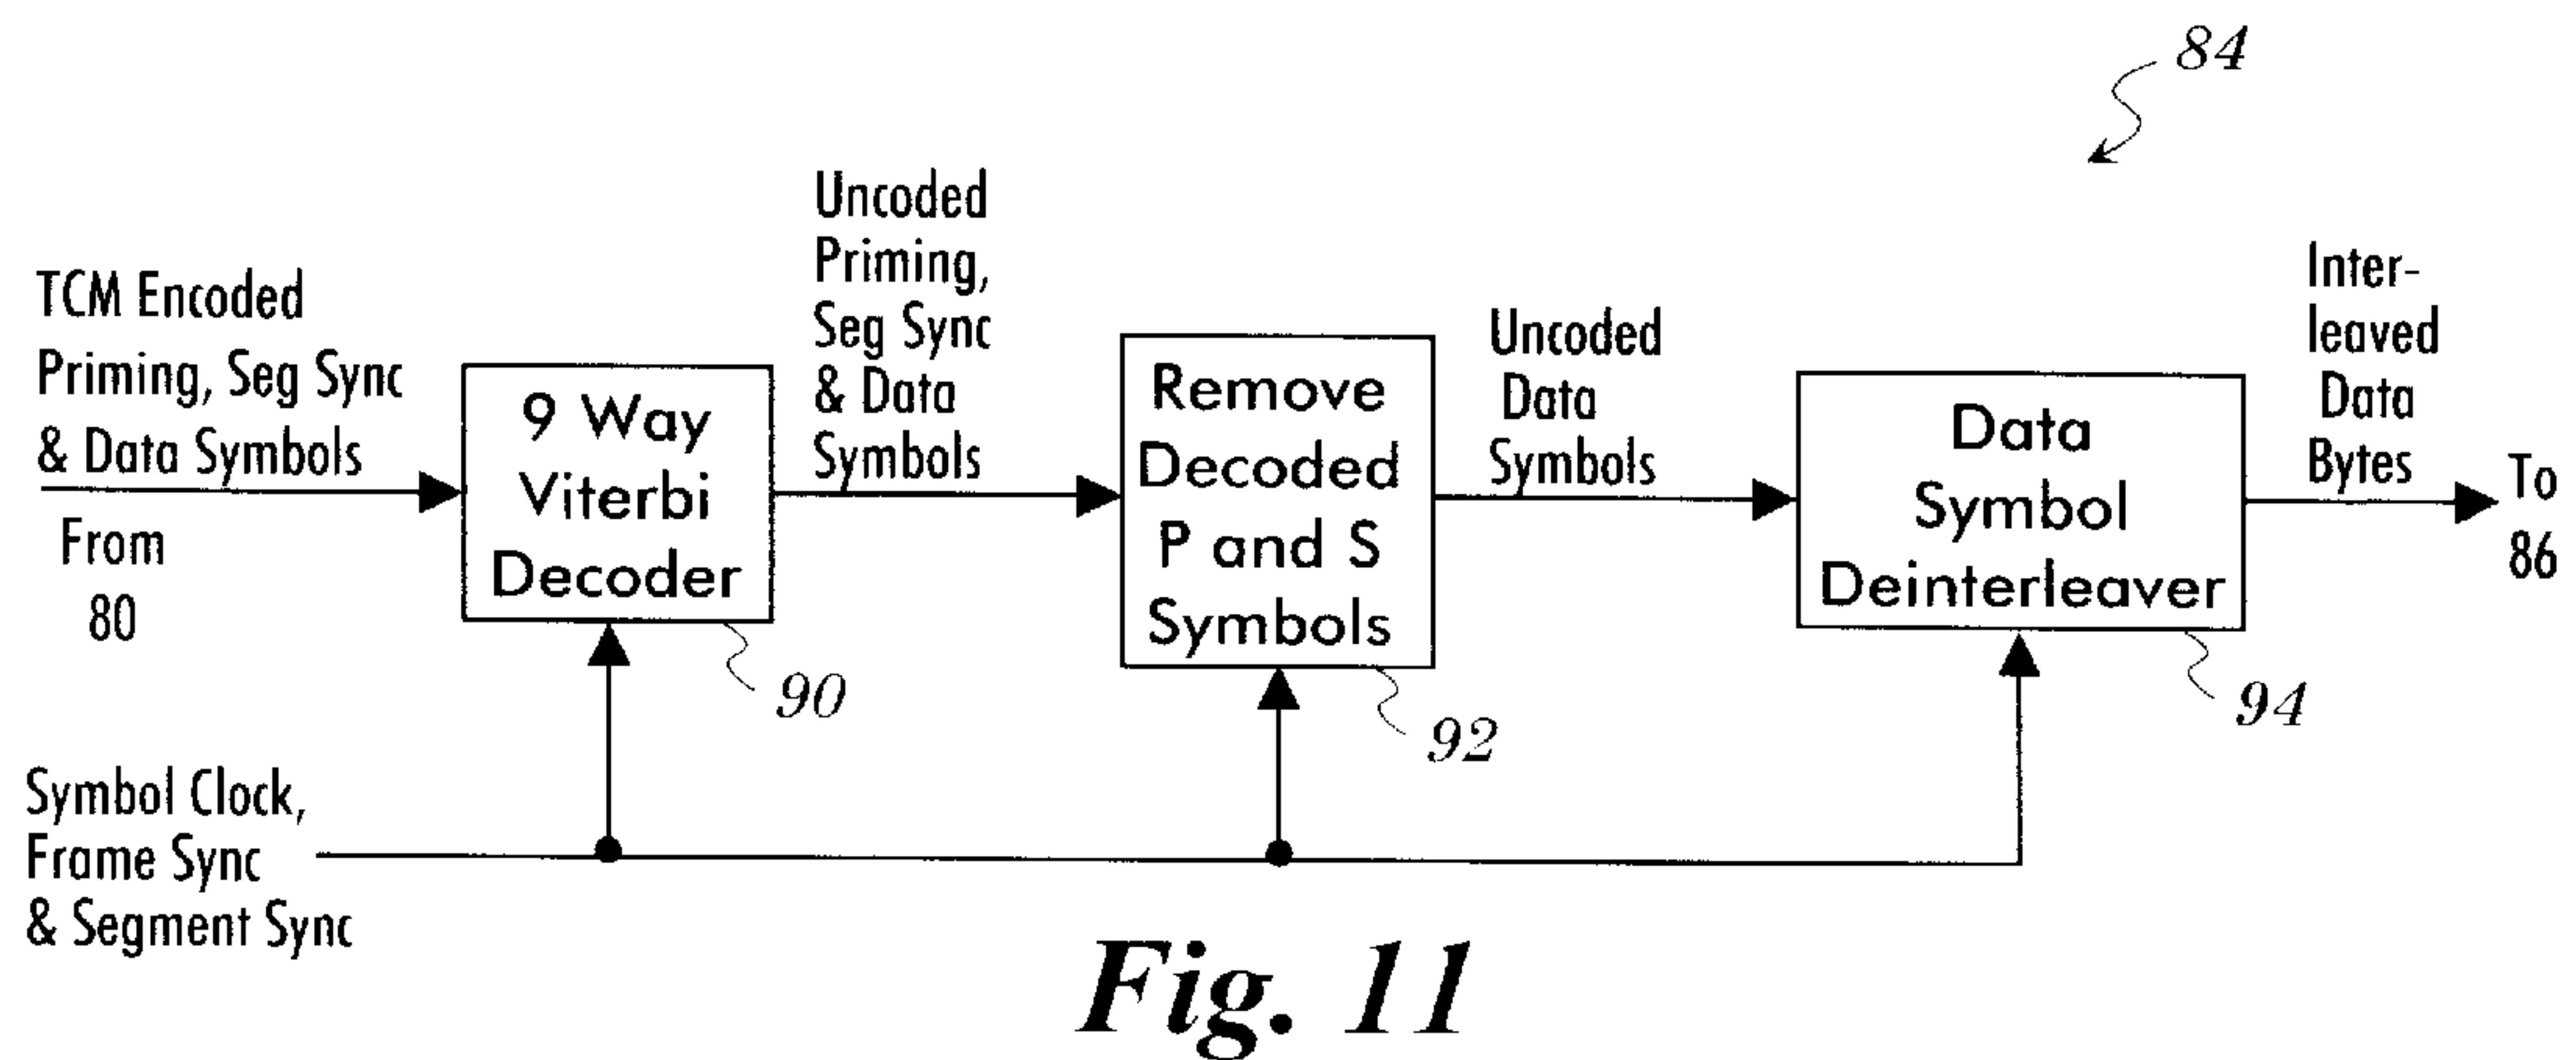 84
TCM Encoded
Priming, Seg Sync
& Data Symbols
From
80
9 Way
Viterbi
Decoder
90
Uncoded
Priming,
Seg Sync
& Data
Symbols
Remove
Decoded
P and S
Symbols
92
Uncoded
Data
Symbols
Data
Symbol
Deinterleaver
94
Inter-
leaved
Data
Bytes
To
86
Symbol Clock,
Frame Sync
& Segment Sync
Fig. 11